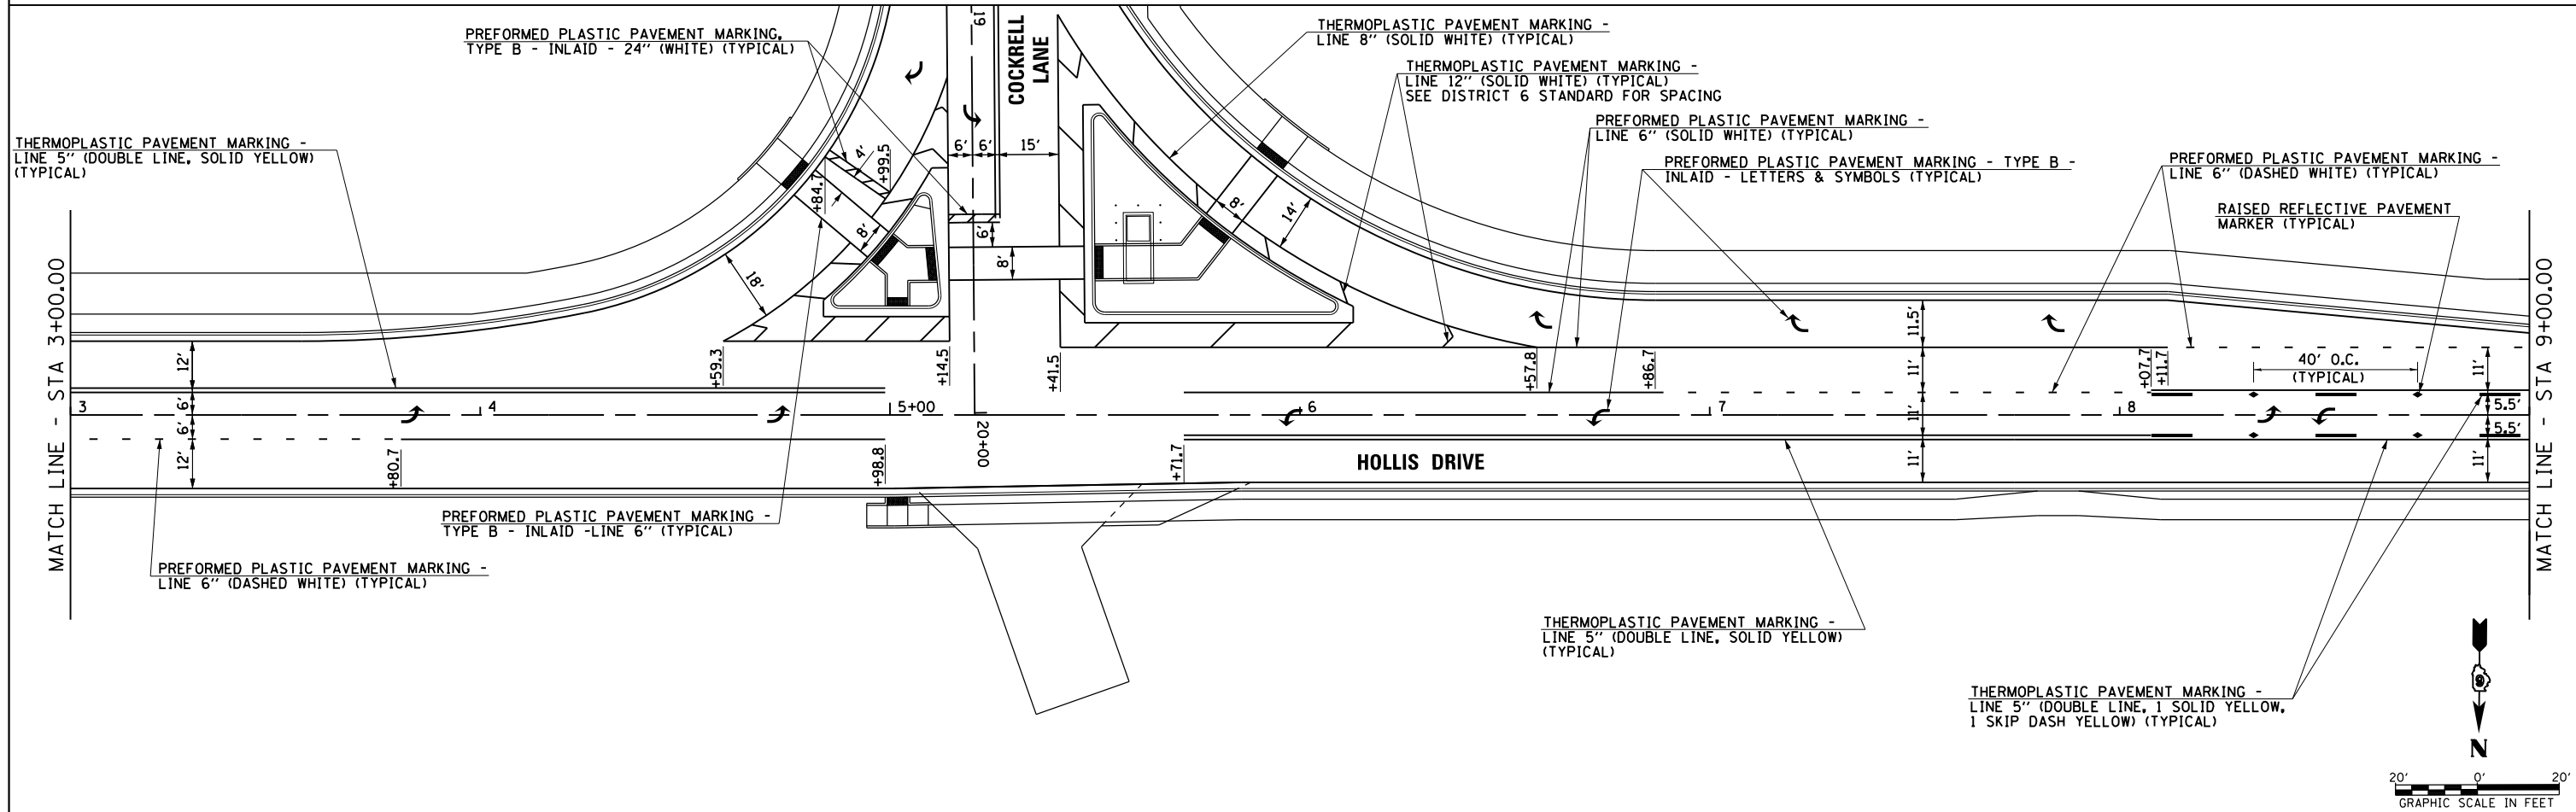 PREFORMED PLASTIC PAVEMENT MARKING,
TYPE B - INLAID - 24" (WHITE) (TYPICAL)
19
COCKRELL
LANE
THERMOPLASTIC PAVEMENT MARKING -
LINE 8" (SOLID WHITE) (TYPICAL)
THERMOPLASTIC PAVEMENT MARKING -
LINE 12" (SOLID WHITE) (TYPICAL)
SEE DISTRICT 6 STANDARD FOR SPACING
PREFORMED PLASTIC PAVEMENT MARKING -
LINE 6" (SOLID WHITE) (TYPICAL)
PREFORMED PLASTIC PAVEMENT MARKING - TYPE B -
INLAID - LETTERS & SYMBOLS (TYPICAL)
PREFORMED PLASTIC PAVEMENT MARKING -
LINE 6" (DASHED WHITE) (TYPICAL)
RAISED REFLECTIVE PAVEMENT
MARKER (TYPICAL)
THERMOPLASTIC PAVEMENT MARKING -
LINE 5" (DOUBLE LINE, SOLID YELLOW)
(TYPICAL)
4'
+99.5
+84.7
6'
6'
15'
8'
18'
6'
8'
8'
14'
MATCH LINE - STA 3+00.00
MATCH LINE - STA 9+00.00
12'
6'
6'
12'
+59.3
+14.5
+41.5
+57.8
+86.7
11.5'
11'
11'
11'
+07.7
+11.7
40' O.C.
(TYPICAL)
11'
5.5'
5.5'
11'
3
4
5+00
6
7
8
+80.7
+98.8
20+00
+71.7
HOLLIS DRIVE
PREFORMED PLASTIC PAVEMENT MARKING -
TYPE B - INLAID -LINE 6" (TYPICAL)
PREFORMED PLASTIC PAVEMENT MARKING -
LINE 6" (DASHED WHITE) (TYPICAL)
THERMOPLASTIC PAVEMENT MARKING -
LINE 5" (DOUBLE LINE, SOLID YELLOW)
(TYPICAL)
THERMOPLASTIC PAVEMENT MARKING -
LINE 5" (DOUBLE LINE, 1 SOLID YELLOW,
1 SKIP DASH YELLOW) (TYPICAL)
N
20' 0' 20'
GRAPHIC SCALE IN FEET